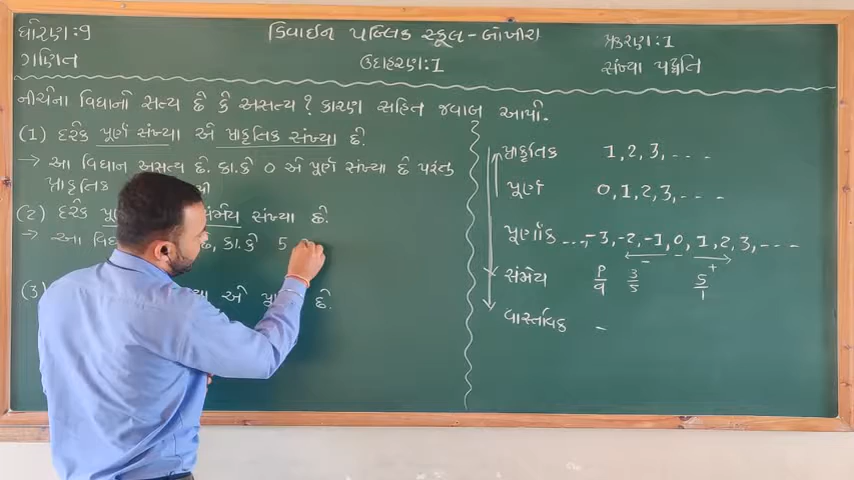 ધોરણ:9
ગણિત
ડિવાઈન પબ્લિક સ્કૂલ-બોખીરા
ઉદાહરણ:1
પ્રકરણ:1
સંખ્યા પદ્ધતિ
નીચેના વિધાનો સત્ય છે કે અસત્ય? કારણ સહિત જવાબ આપો.
(1) દરેક પૂર્ણ સંખ્યા એ પ્રાકૃતિક સંખ્યા છે.
→ આ વિધાન અસત્ય છે. કા.કે 0 એ પૂર્ણ સંખ્યા છે પરંતુ
પ્રાકૃતિક
(2) દરેક સંમેય સંખ્યા છે.
→ આ છે, કા.કે 5
(3) એ છે.
પ્રાકૃતિક 1,2,3,---
પૂર્ણ 0,1,2,3,---
પૂર્ણાંક ...,-3,-2,-1,0,1,2,3,---
← - - → +
સંમેય p/q 3/5 5/1
વાસ્તવિક -